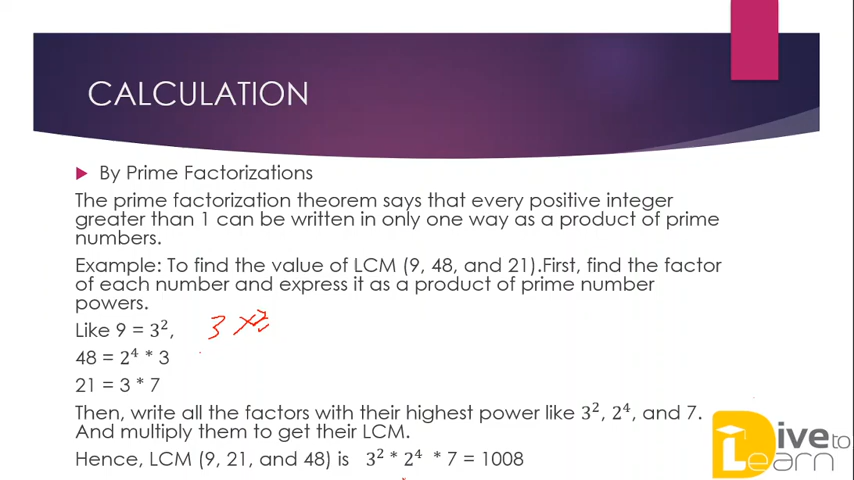 CALCULATION
By Prime Factorizations
The prime factorization theorem says that every positive integer
greater than 1 can be written in only one way as a product of prime
numbers.
Example: To find the value of LCM (9, 48, and 21).First, find the factor
of each number and express it as a product of prime number
powers.
Like 9 = 3², 3 ×
48 = 2⁴ * 3
21 = 3 * 7
Then, write all the factors with their highest power like 3², 2⁴, and 7.
And multiply them to get their LCM.
Hence, LCM (9, 21, and 48) is 3² * 2⁴ * 7 = 1008
Dive to
Learn